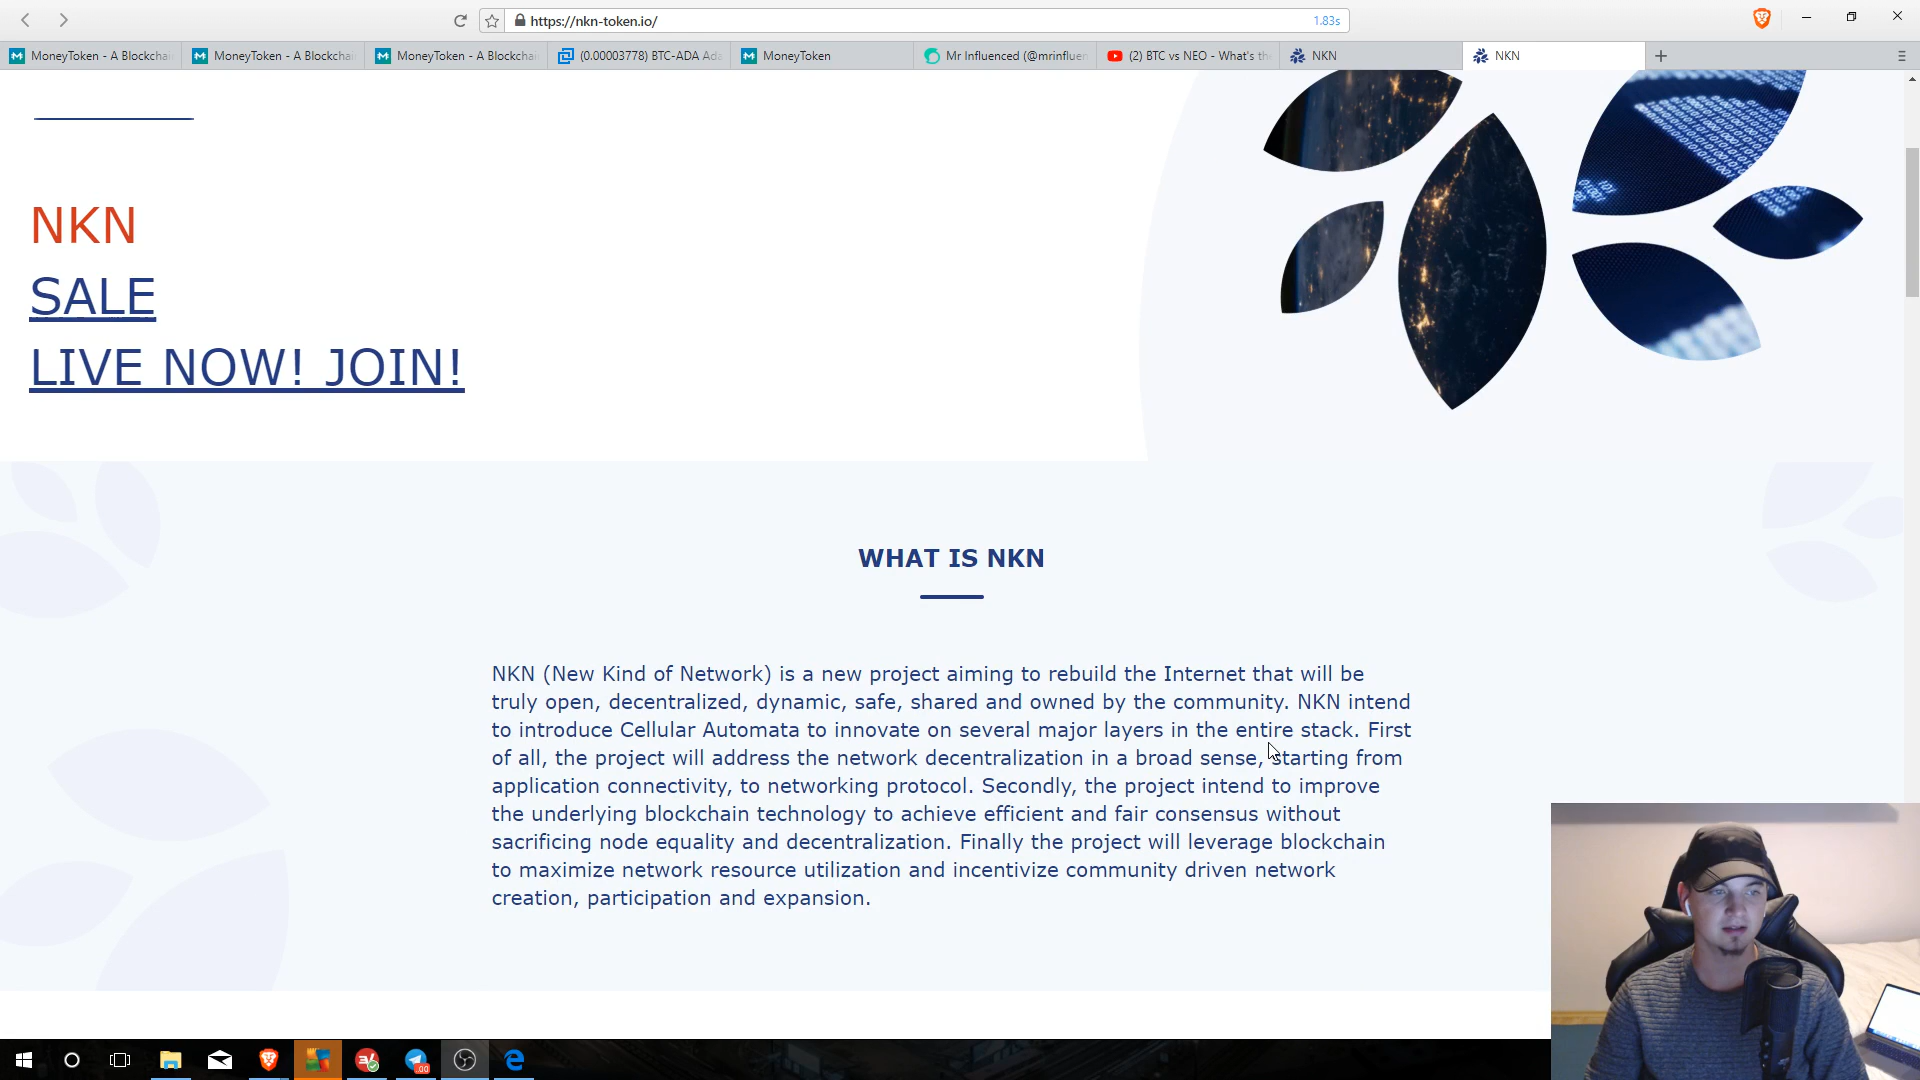 https://nkn-token.io/
1.83s
MoneyToken - A Blockchai
MoneyToken - A Blockchai
MoneyToken - A Blockchai
(0.00003778) BTC-ADA Ada
MoneyToken
Mr Influenced (@mrinfluen
(2) BTC vs NEO - What's the
NKN
NKN
NKN
SALE
LIVE NOW! JOIN!
WHAT IS NKN
NKN (New Kind of Network) is a new project aiming to rebuild the Internet that will be
truly open, decentralized, dynamic, safe, shared and owned by the community. NKN intend
to introduce Cellular Automata to innovate on several major layers in the entire stack. First
of all, the project will address the network decentralization in a broad sense, starting from
application connectivity, to networking protocol. Secondly, the project intend to improve
the underlying blockchain technology to achieve efficient and fair consensus without
sacrificing node equality and decentralization. Finally the project will leverage blockchain
to maximize network resource utilization and incentivize community driven network
creation, participation and expansion.